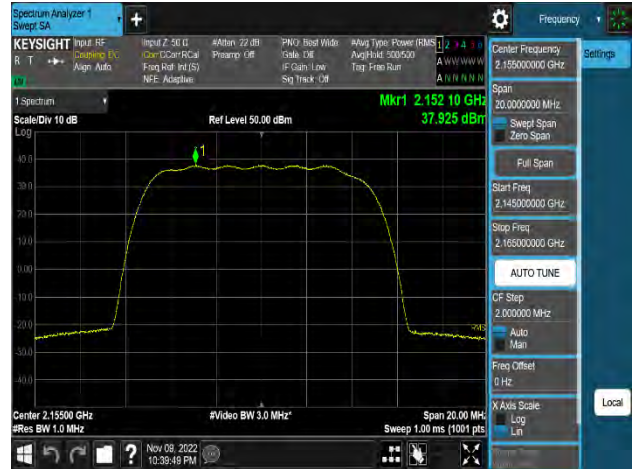 Spectrum Analyzer 1
Swept SA
Frequency
KEYSIGHT
Input: RF
Coupling: DC
Align: Auto
R T
Input Z: 50 Ω
Corr CCorr RCal
Freq Ref: Int (S)
NFE: Adaptive
#Atten: 22 dB
Preamp: Off
PNO: Best Wide
Gate: Off
IF Gain: Low
Sig Track: Off
#Avg Type: Power (RMS
Avg|Hold: 500/500
Trig: Free Run
1 2 3 4 5 6
A W W W W W
A N N N N N
1 Spectrum
Scale/Div 10 dB
Ref Level 50.00 dBm
Mkr1 2.152 10 GHz
37.925 dBm
Log
40.0
30.0
20.0
10.0
0.00
-10.0
-20.0
-30.0
-40.0
1
RMS
Center 2.15500 GHz
#Res BW 1.0 MHz
#Video BW 3.0 MHz*
Span 20.00 MHz
Sweep 1.00 ms (1001 pts
?
Nov 09, 2022
10:39:49 PM
Center Frequency
2.155000000 GHz
Settings
Span
20.0000000 MHz
Swept Span
Zero Span
Full Span
Start Freq
2.145000000 GHz
Stop Freq
2.165000000 GHz
AUTO TUNE
CF Step
2.000000 MHz
Auto
Man
Freq Offset
0 Hz
X Axis Scale
Log
Lin
Local